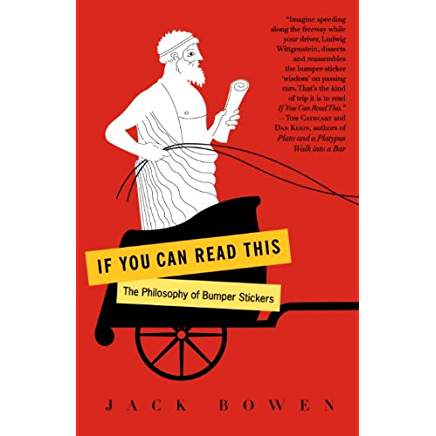 "Imagine speeding
along the freeway while
your driver, Ludwig
Wittgenstein, dissects
and reassembles
the bumper-sticker
'wisdom' on passing
cars. That's the kind
of trip it is to read
If You Can Read This."
– Tom Cathcart and
Dan Klein, authors of
Plato and a Platypus
Walk into a Bar
IF YOU CAN READ THIS
The Philosophy of Bumper Stickers
JACK BOWEN